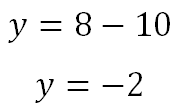 y = 8 − 10
y = −2